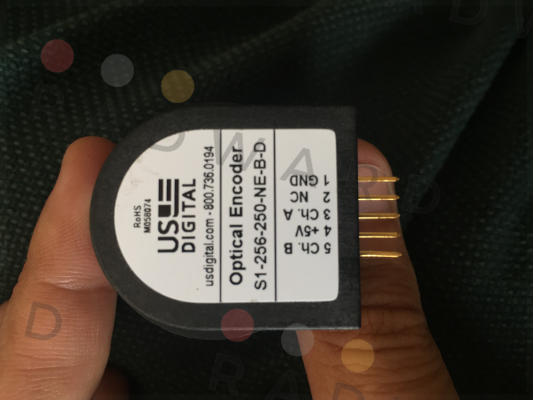 RoHS
M058074
US
DIGITAL
usdigital.com - 800.736.0194
Optical Encoder
S1-256-250-NE-B-D
5 Ch. B
4 +5V
3 Ch. A
2 NC
1 GND